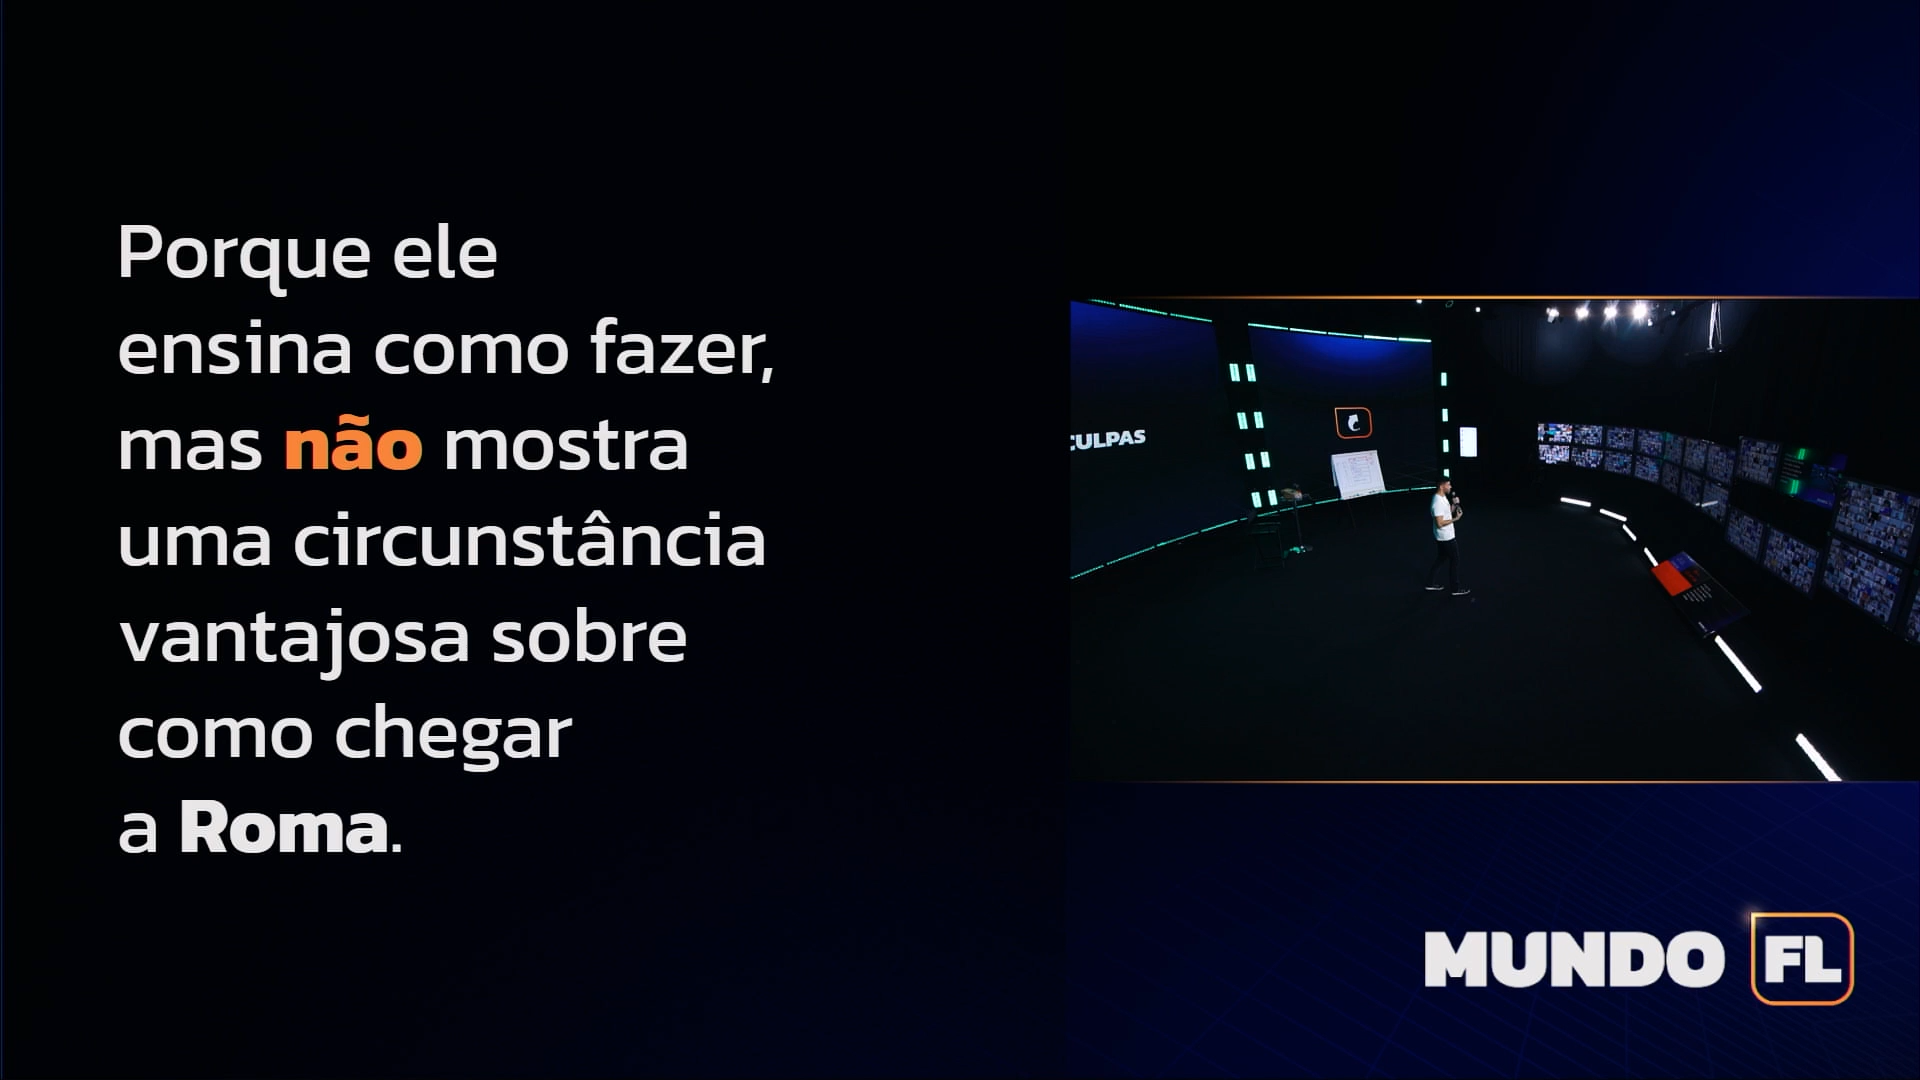 Porque ele
ensina como fazer,
mas não mostra
uma circunstância
vantajosa sobre
como chegar
a Roma.
CULPAS
MUNDO FL